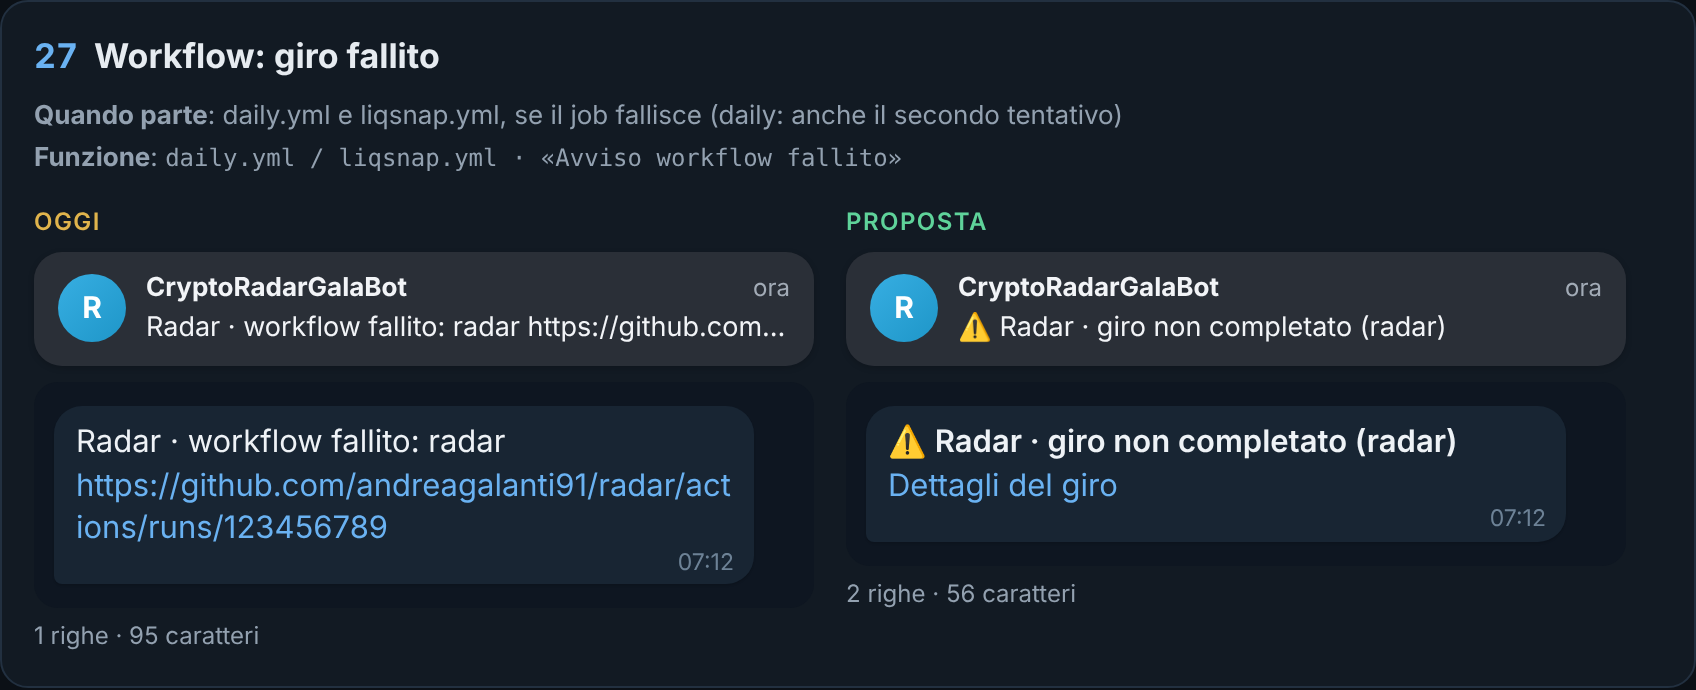 27 Workflow: giro fallito
Quando parte: daily.yml e liqsnap.yml, se il job fallisce (daily: anche il secondo tentativo)
Funzione: daily.yml / liqsnap.yml · «Avviso workflow fallito»
OGGI
R
CryptoRadarGalaBot
ora
Radar · workflow fallito: radar https://github.com...
Radar · workflow fallito: radar
https://github.com/andreagalanti91/radar/act
ions/runs/123456789
07:12
1 righe · 95 caratteri
PROPOSTA
R
CryptoRadarGalaBot
ora
⚠️ Radar · giro non completato (radar)
⚠️ Radar · giro non completato (radar)
Dettagli del giro
07:12
2 righe · 56 caratteri